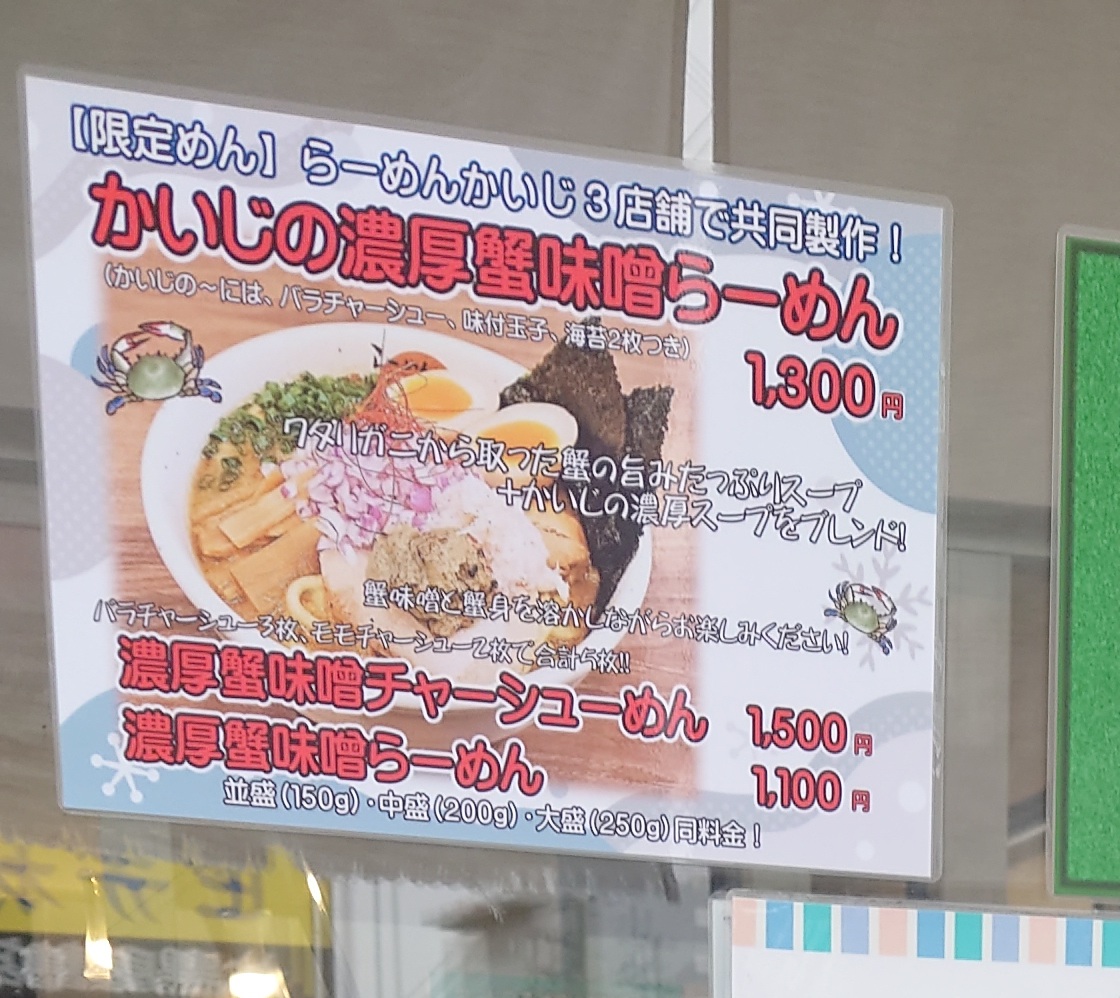 【限定めん】らーめんかいじ3店舗で共同製作！
かいじの濃厚蟹味噌らーめん
(かいじの～には、バラチャーシュー、味付玉子、海苔2枚つき)
1,300円
ワタリガニから取った蟹の旨みたっぷりスープ
+かいじの濃厚スープをブレンド!
蟹味噌と蟹身を溶かしながらお楽しみください!
バラチャーシュー3枚、モモチャーシュー2枚で合計5枚!!
濃厚蟹味噌チャーシューめん 1,500円
濃厚蟹味噌らーめん 1,100円
並盛(150g)・中盛(200g)・大盛(250g)同料金！